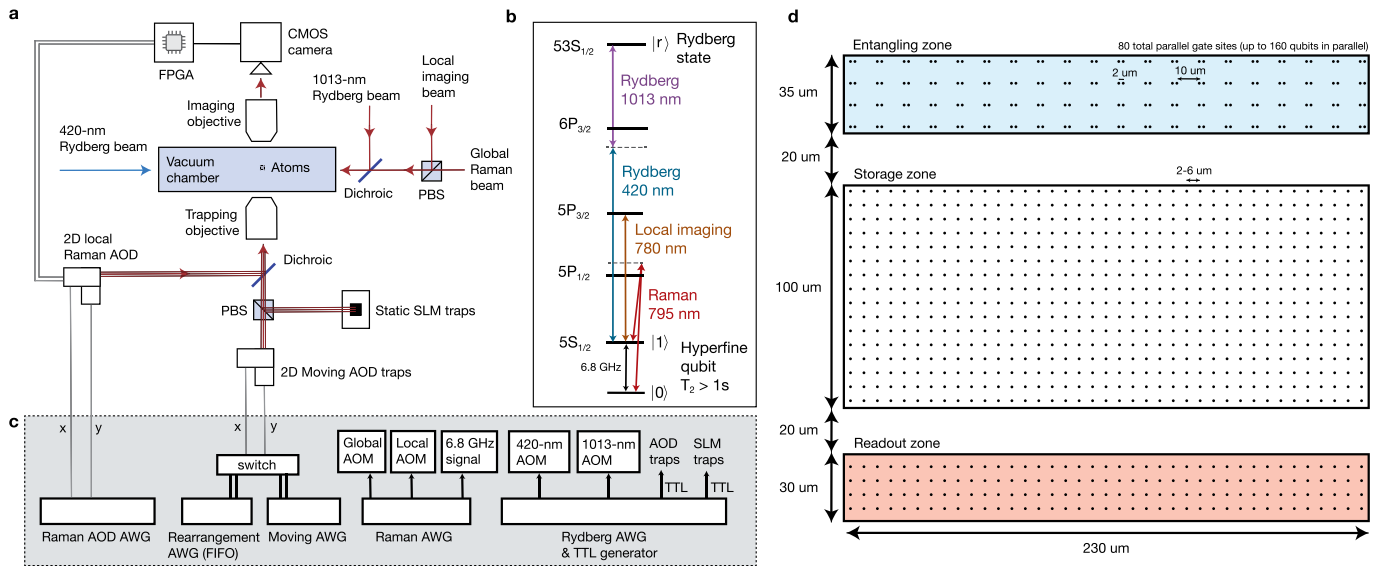 a
FPGA
CMOS
camera
Imaging
objective
1013-nm
Rydberg beam
Local
imaging
beam
420-nm
Rydberg beam
Vacuum
chamber
Atoms
Dichroic
PBS
Global
Raman
beam
Trapping
objective
2D local
Raman AOD
Dichroic
PBS
Static SLM traps
2D Moving AOD traps
b
53S1/2
|r⟩
Rydberg
state
Rydberg
1013 nm
6P3/2
Rydberg
420 nm
5P3/2
Local imaging
780 nm
5P1/2
Raman
795 nm
5S1/2
|1⟩
6.8 GHz
Hyperfine
qubit
T2 > 1s
|0⟩
c
x
y
x
y
switch
Global
AOM
Local
AOM
6.8 GHz
signal
420-nm
AOM
1013-nm
AOM
AOD
traps
SLM
traps
TTL
TTL
Raman AOD AWG
Rearrangement
AWG (FIFO)
Moving AWG
Raman AWG
Rydberg AWG
& TTL generator
d
Entangling zone
80 total parallel gate sites (up to 160 qubits in parallel)
2 um
10 um
35 um
20 um
Storage zone
2-6 um
100 um
20 um
Readout zone
30 um
230 um